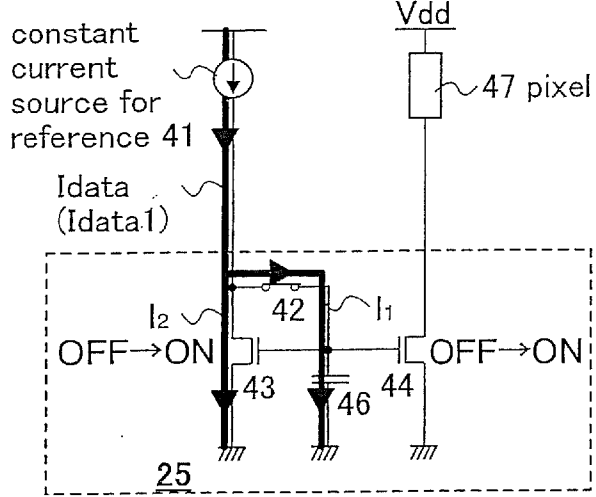 constant
current
source for
reference 41
Vdd
47 pixel
Idata
(Idata1)
42
I1
I2
OFF→ON
43
46
44
OFF→ON
25